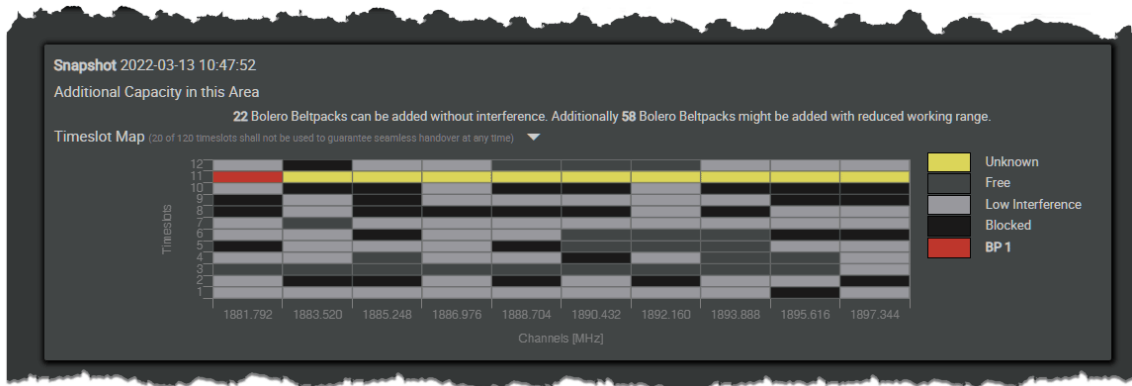 Snapshot 2022-03-13 10:47:52
Additional Capacity in this Area
22 Bolero Beltpacks can be added without interference. Additionally 58 Bolero Beltpacks might be added with reduced working range.
Timeslot Map (20 of 120 timeslots shall not be used to guarantee seamless handover at any time)
Timeslots
12
11
10
9
8
7
6
5
4
3
2
1
1881.792 1883.520 1885.248 1886.976 1888.704 1890.432 1892.160 1893.888 1895.616 1897.344
Channels [MHz]
Unknown
Free
Low Interference
Blocked
BP 1